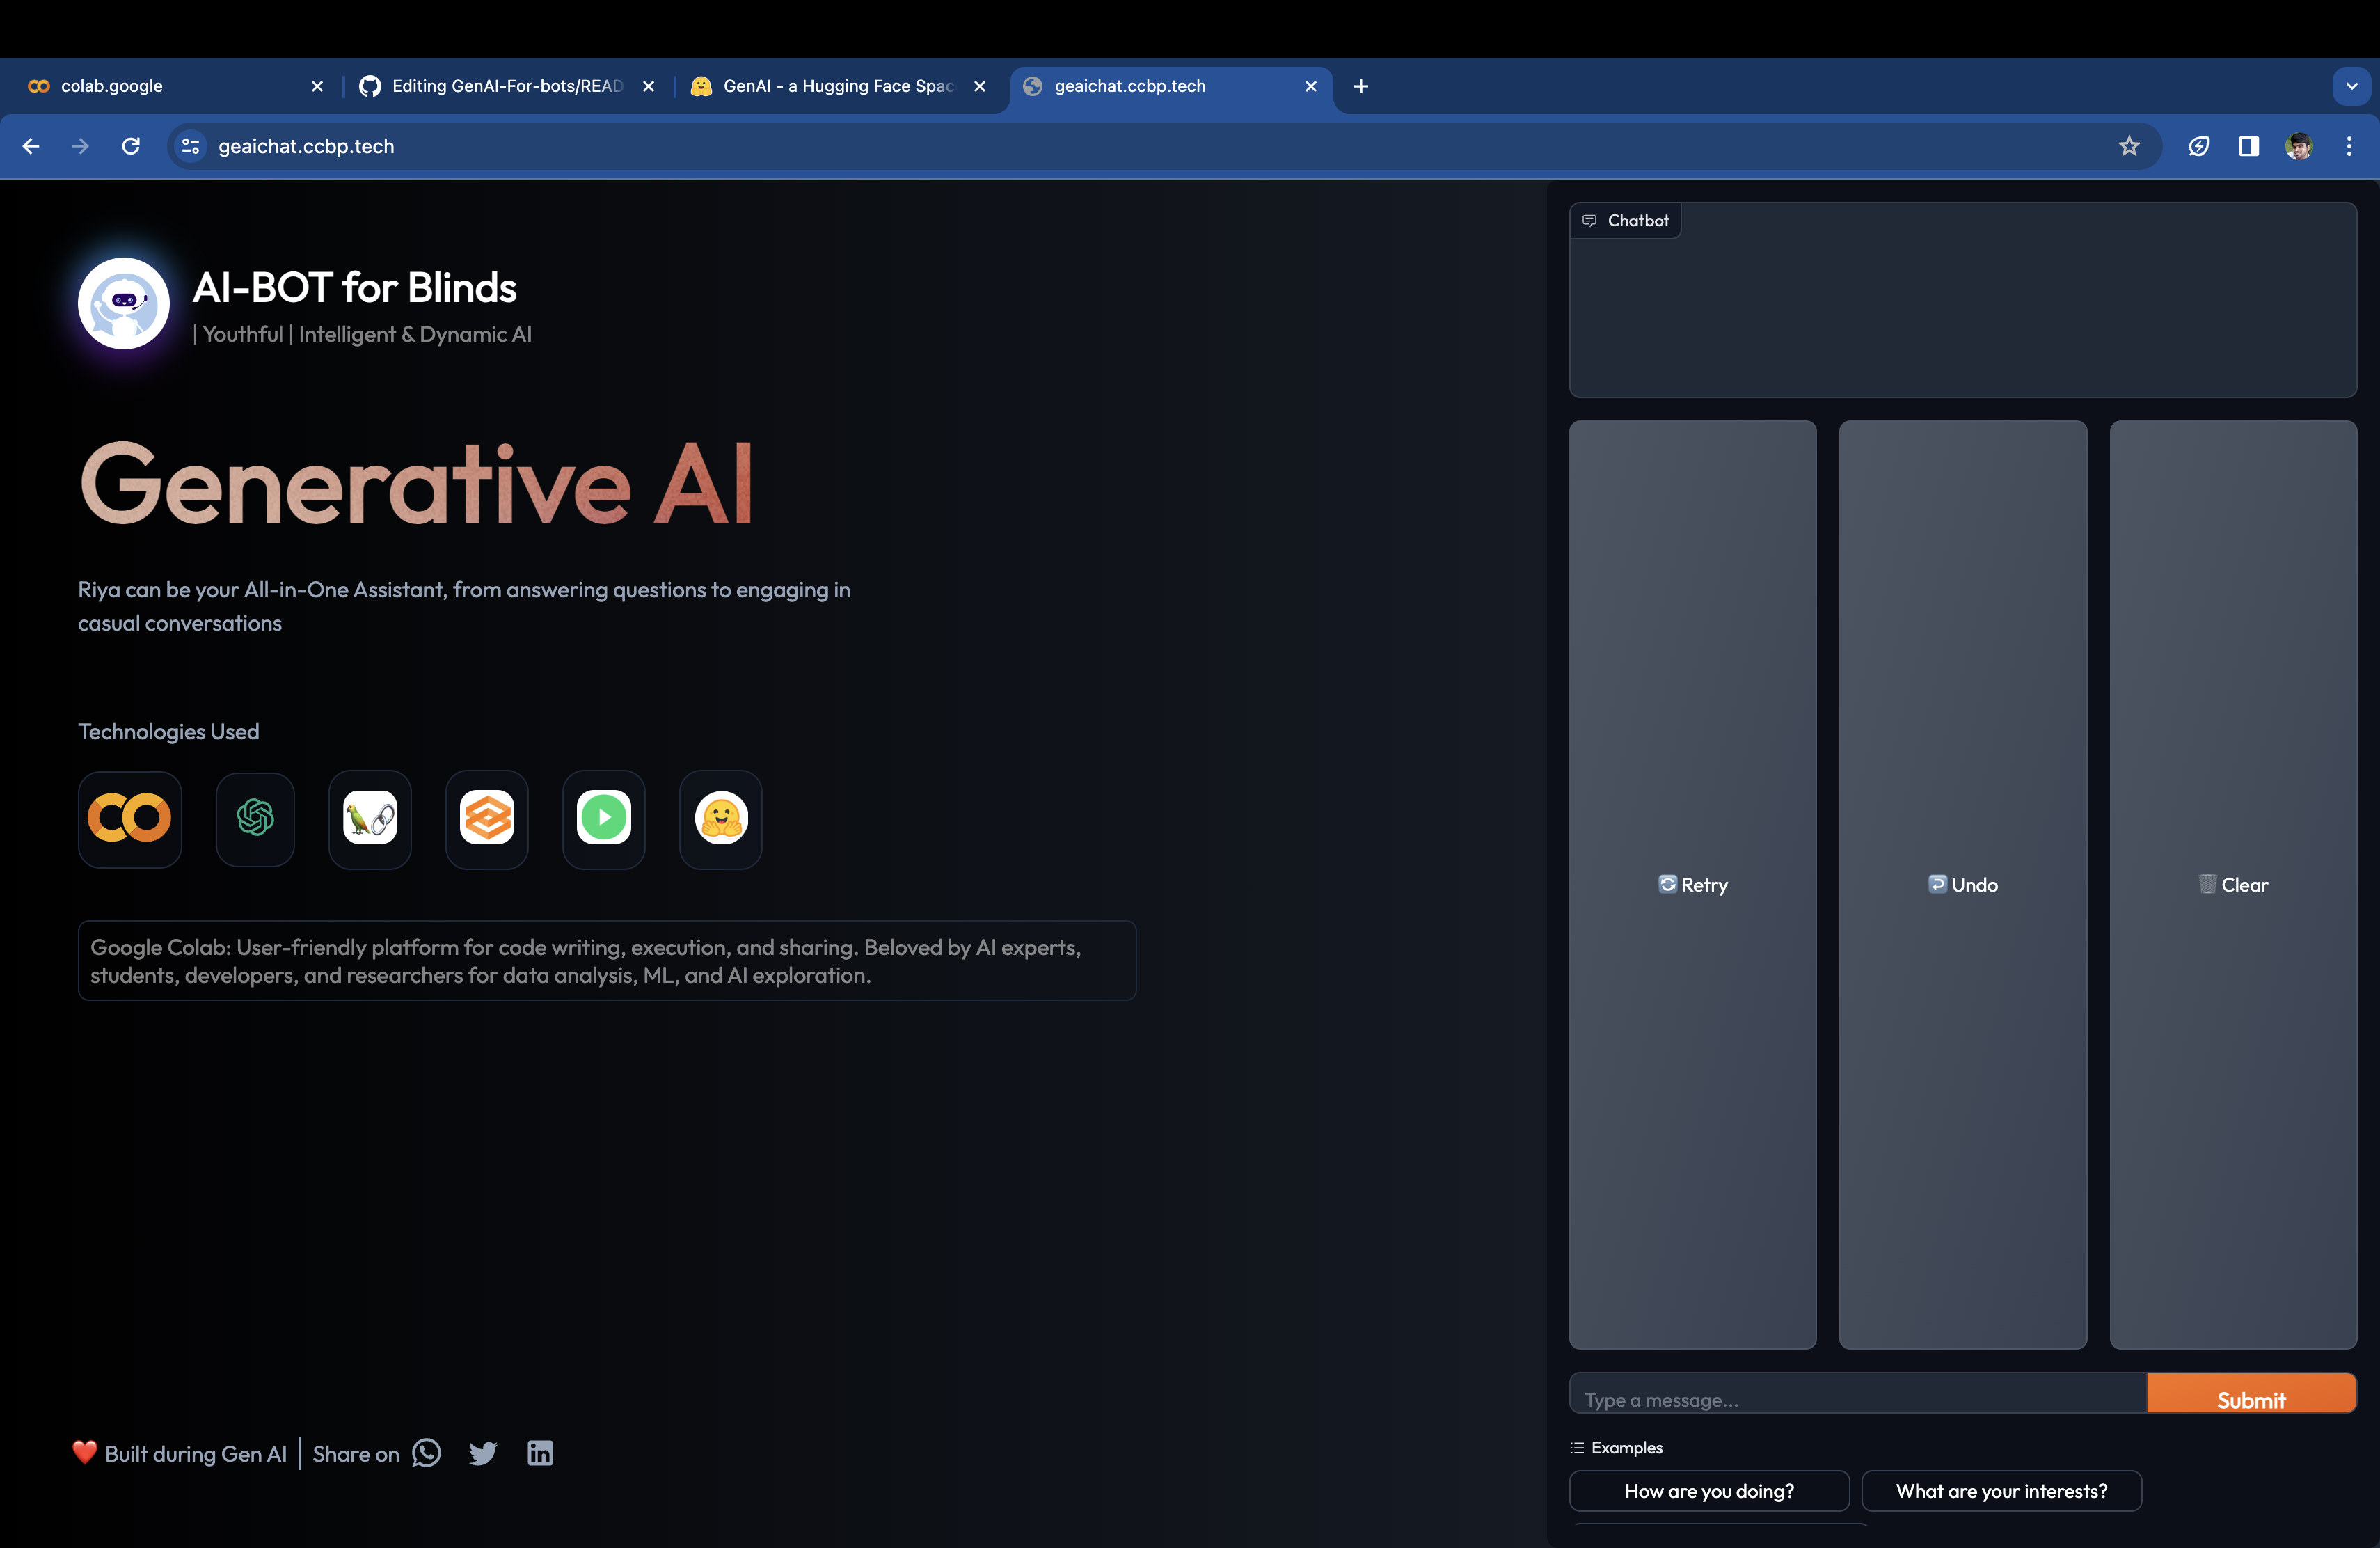 colab.google
Editing GenAI-For-bots/READ
GenAI - a Hugging Face Spac
geaichat.ccbp.tech
geaichat.ccbp.tech
AI-BOT for Blinds
| Youthful | Intelligent & Dynamic AI
Generative AI
Riya can be your All-in-One Assistant, from answering questions to engaging in
casual conversations
Technologies Used
Google Colab: User-friendly platform for code writing, execution, and sharing. Beloved by AI experts,
students, developers, and researchers for data analysis, ML, and AI exploration.
❤️ Built during Gen AI | Share on
Chatbot
Retry
Undo
Clear
Type a message...
Submit
Examples
How are you doing?
What are your interests?